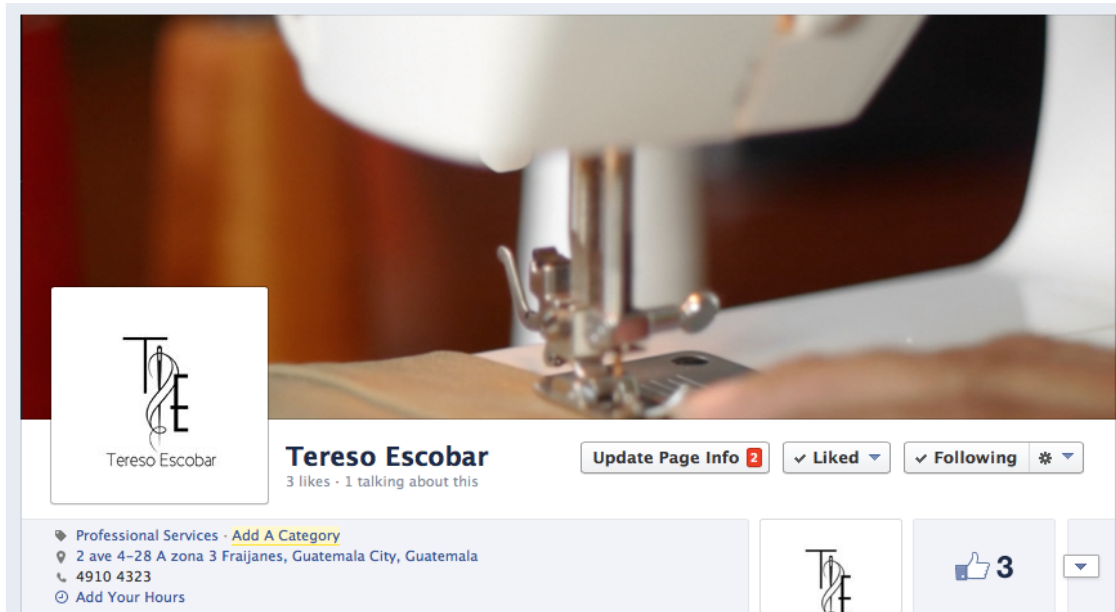 TE
Tereso Escobar
Tereso Escobar
3 likes · 1 talking about this
Update Page Info 2
✓ Liked
✓ Following
Professional Services · Add A Category
2 ave 4-28 A zona 3 Fraijanes, Guatemala City, Guatemala
4910 4323
Add Your Hours
TE
3